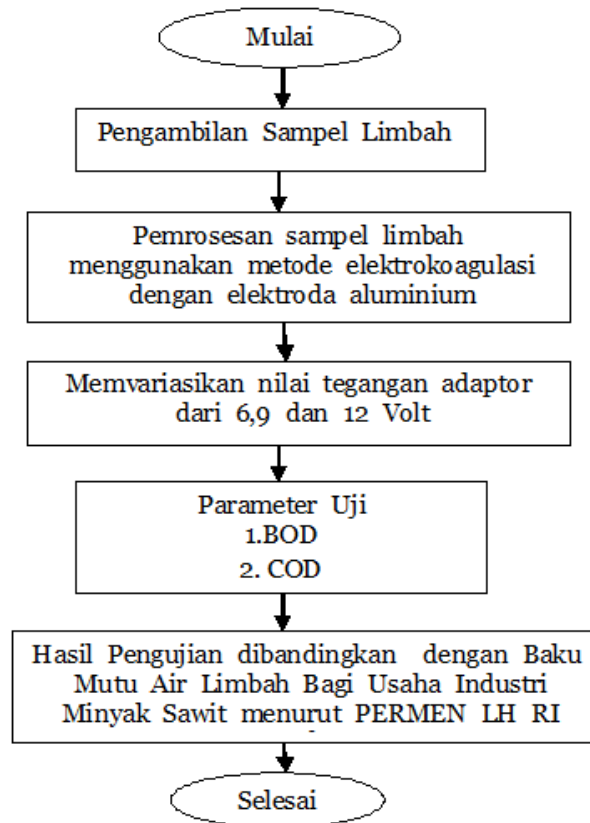 Mulai
Pengambilan Sampel Limbah
Pemrosesan sampel limbah
menggunakan metode elektrokoagulasi
dengan elektroda aluminium
Memvariasikan nilai tegangan adaptor
dari 6,9 dan 12 Volt
Parameter Uji
1.BOD
2. COD
Hasil Pengujian dibandingkan dengan Baku
Mutu Air Limbah Bagi Usaha Industri
Minyak Sawit menurut PERMEN LH RI
Selesai